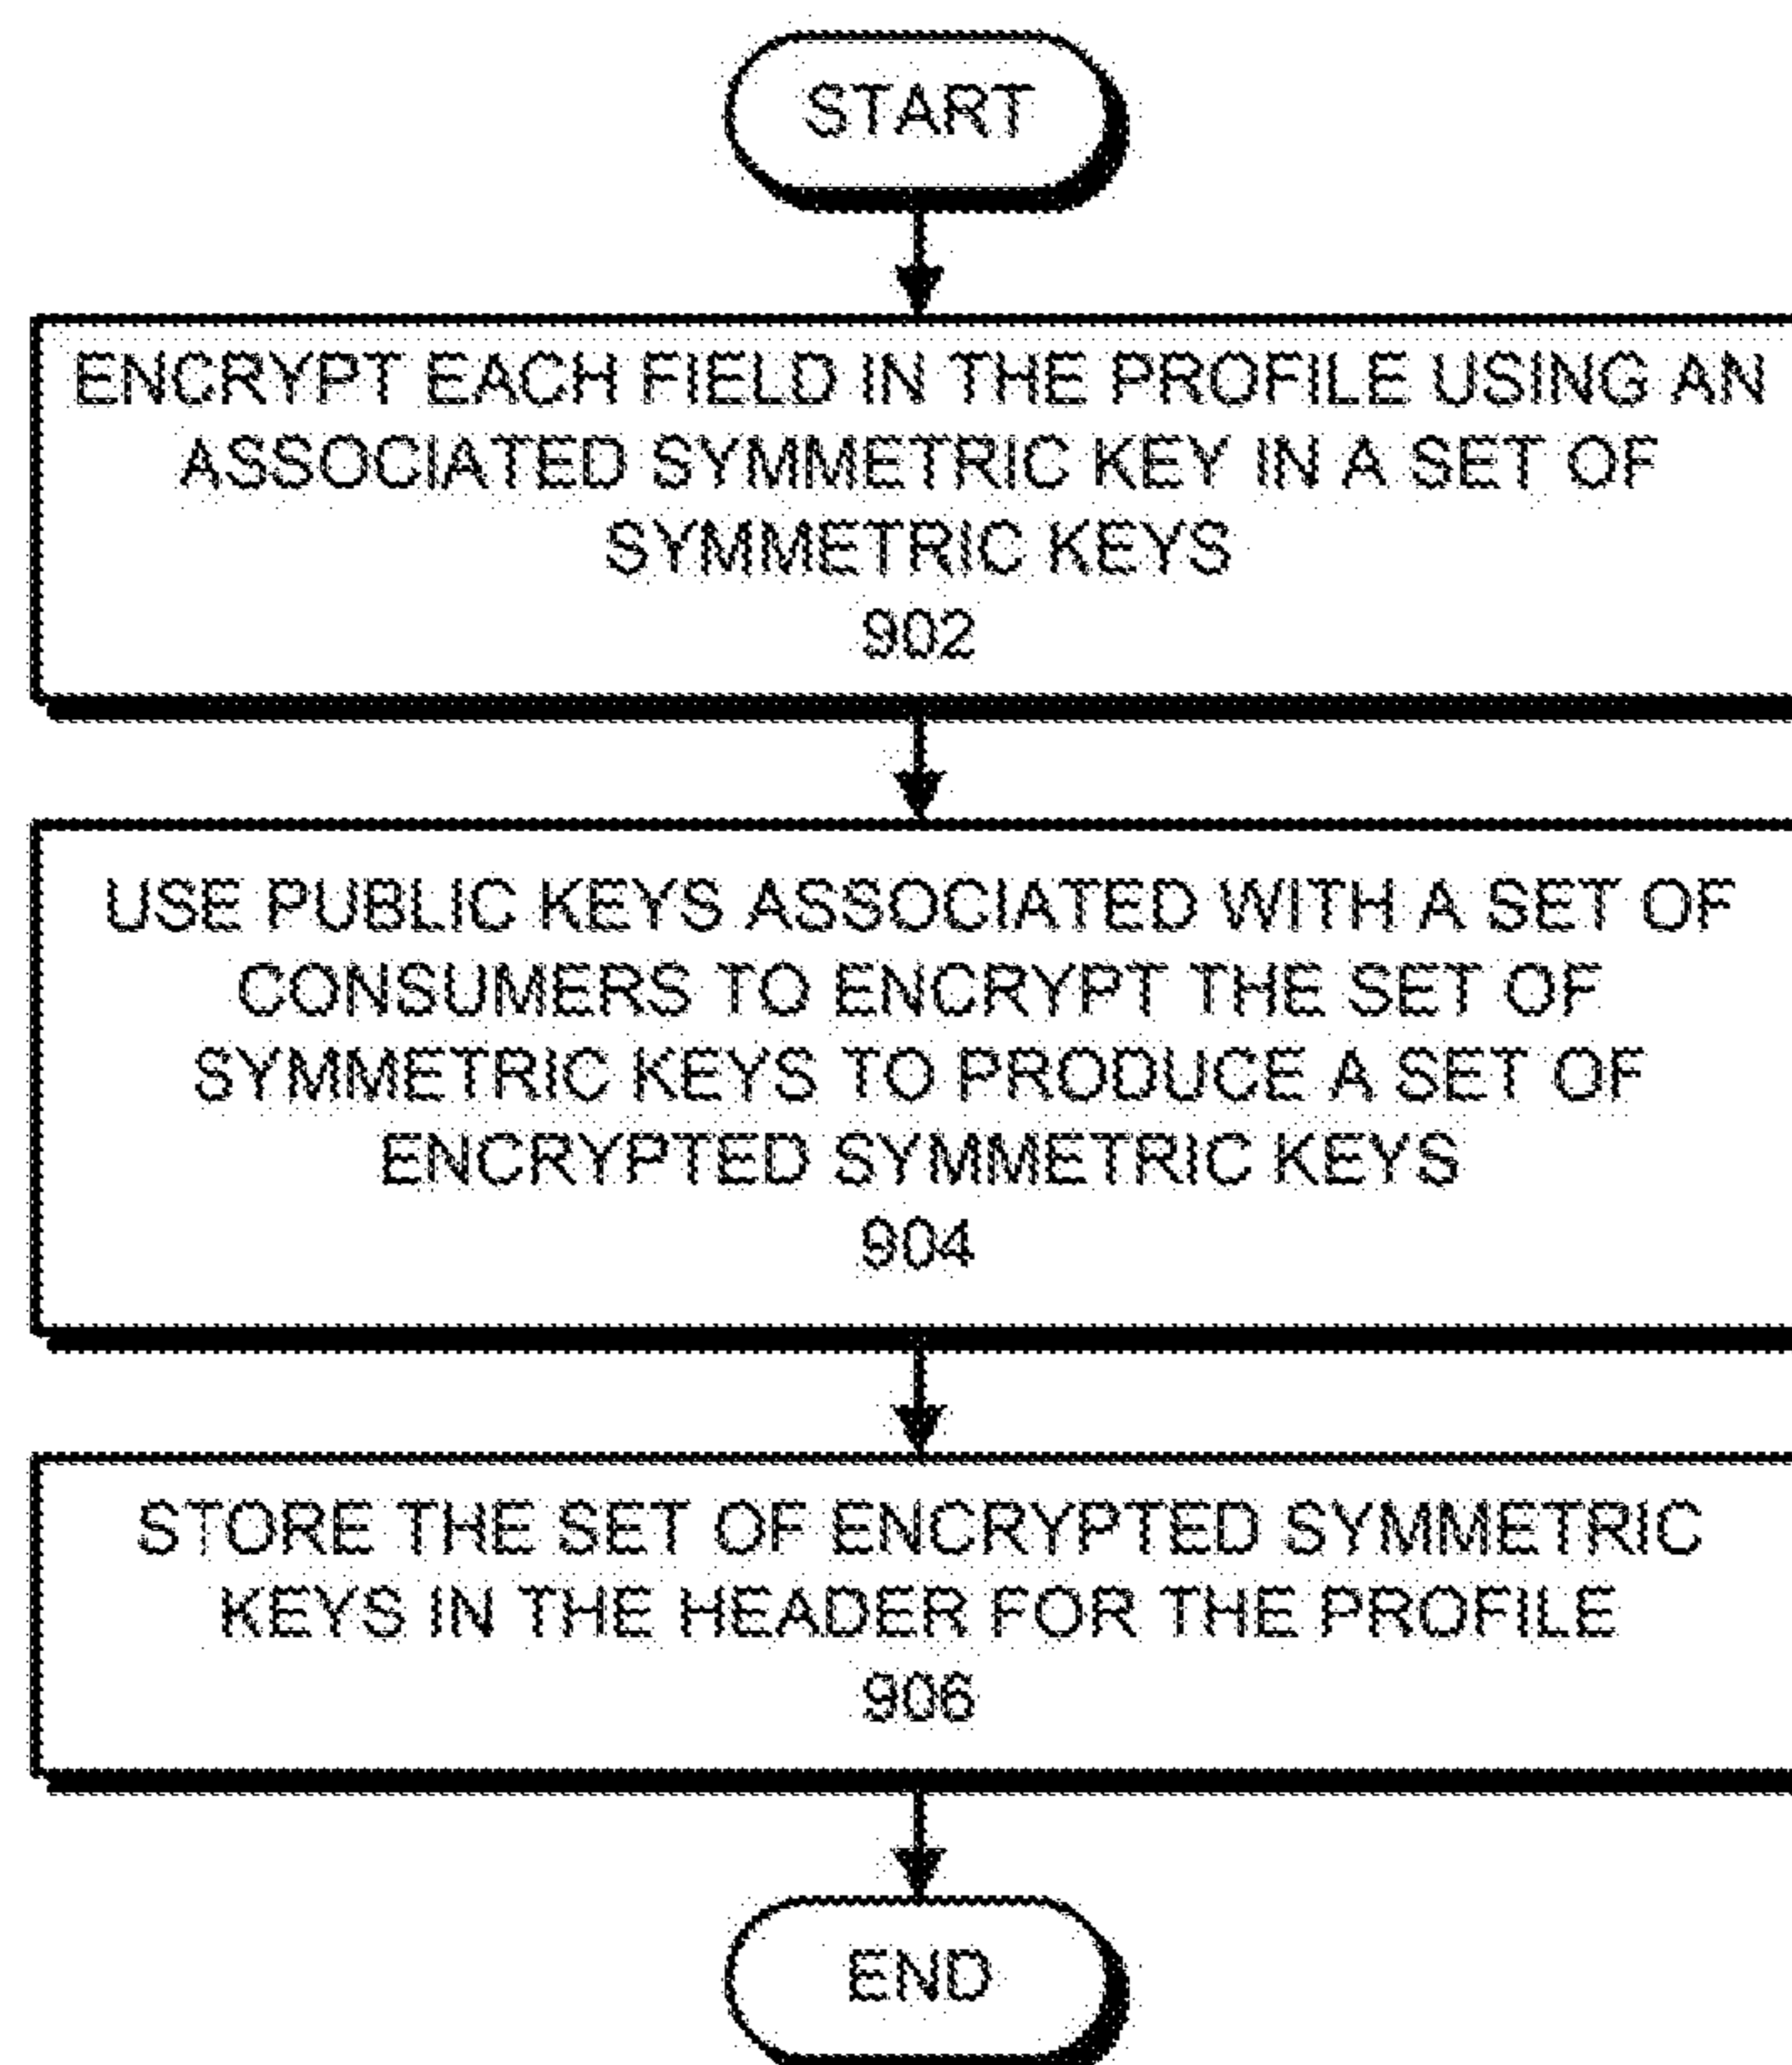 START
ENCRYPT EACH FIELD IN THE PROFILE USING AN
ASSOCIATED SYMMETRIC KEY IN A SET OF
SYMMETRIC KEYS
902
USE PUBLIC KEYS ASSOCIATED WITH A SET OF
CONSUMERS TO ENCRYPT THE SET OF
SYMMETRIC KEYS TO PRODUCE A SET OF
ENCRYPTED SYMMETRIC KEYS
904
STORE THE SET OF ENCRYPTED SYMMETRIC
KEYS IN THE HEADER FOR THE PROFILE
906
END